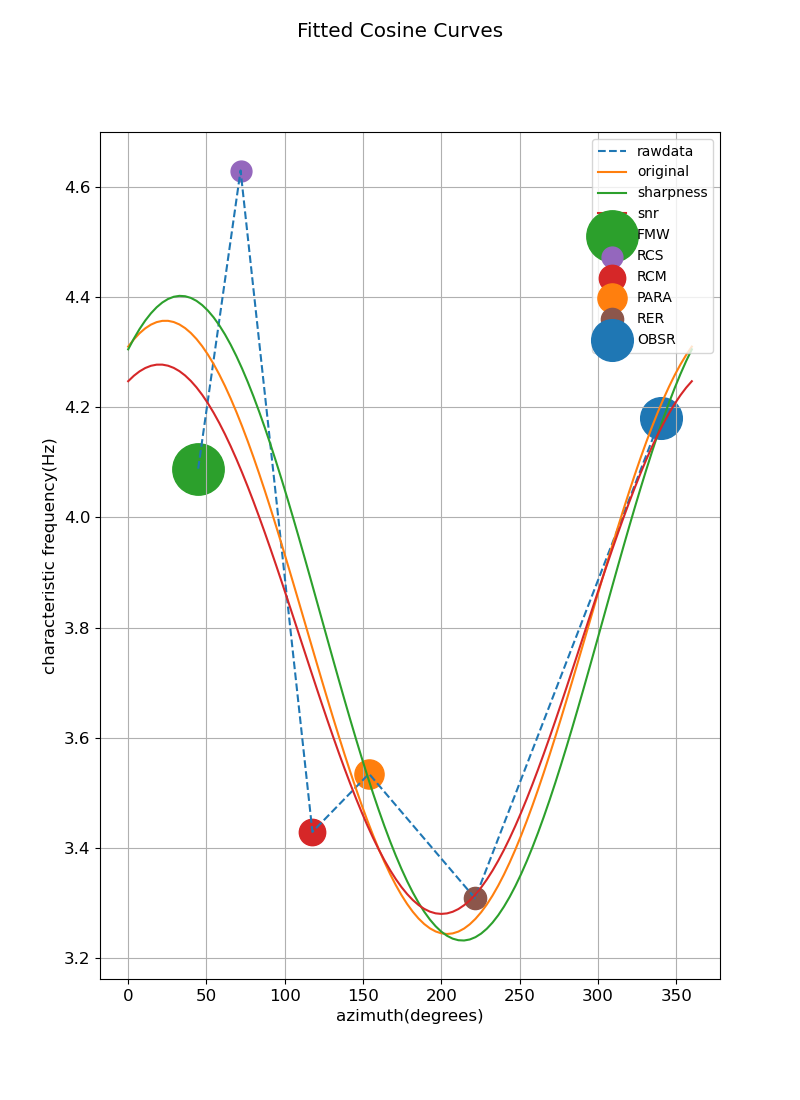 Fitted Cosine Curves
rawdata
original
sharpness
snr
FMW
RCS
RCM
PARA
RER
OBSR
4.6
4.4
4.2
4.0
3.8
3.6
3.4
3.2
characteristic frequency(Hz)
0 50 100 150 200 250 300 350
azimuth(degrees)